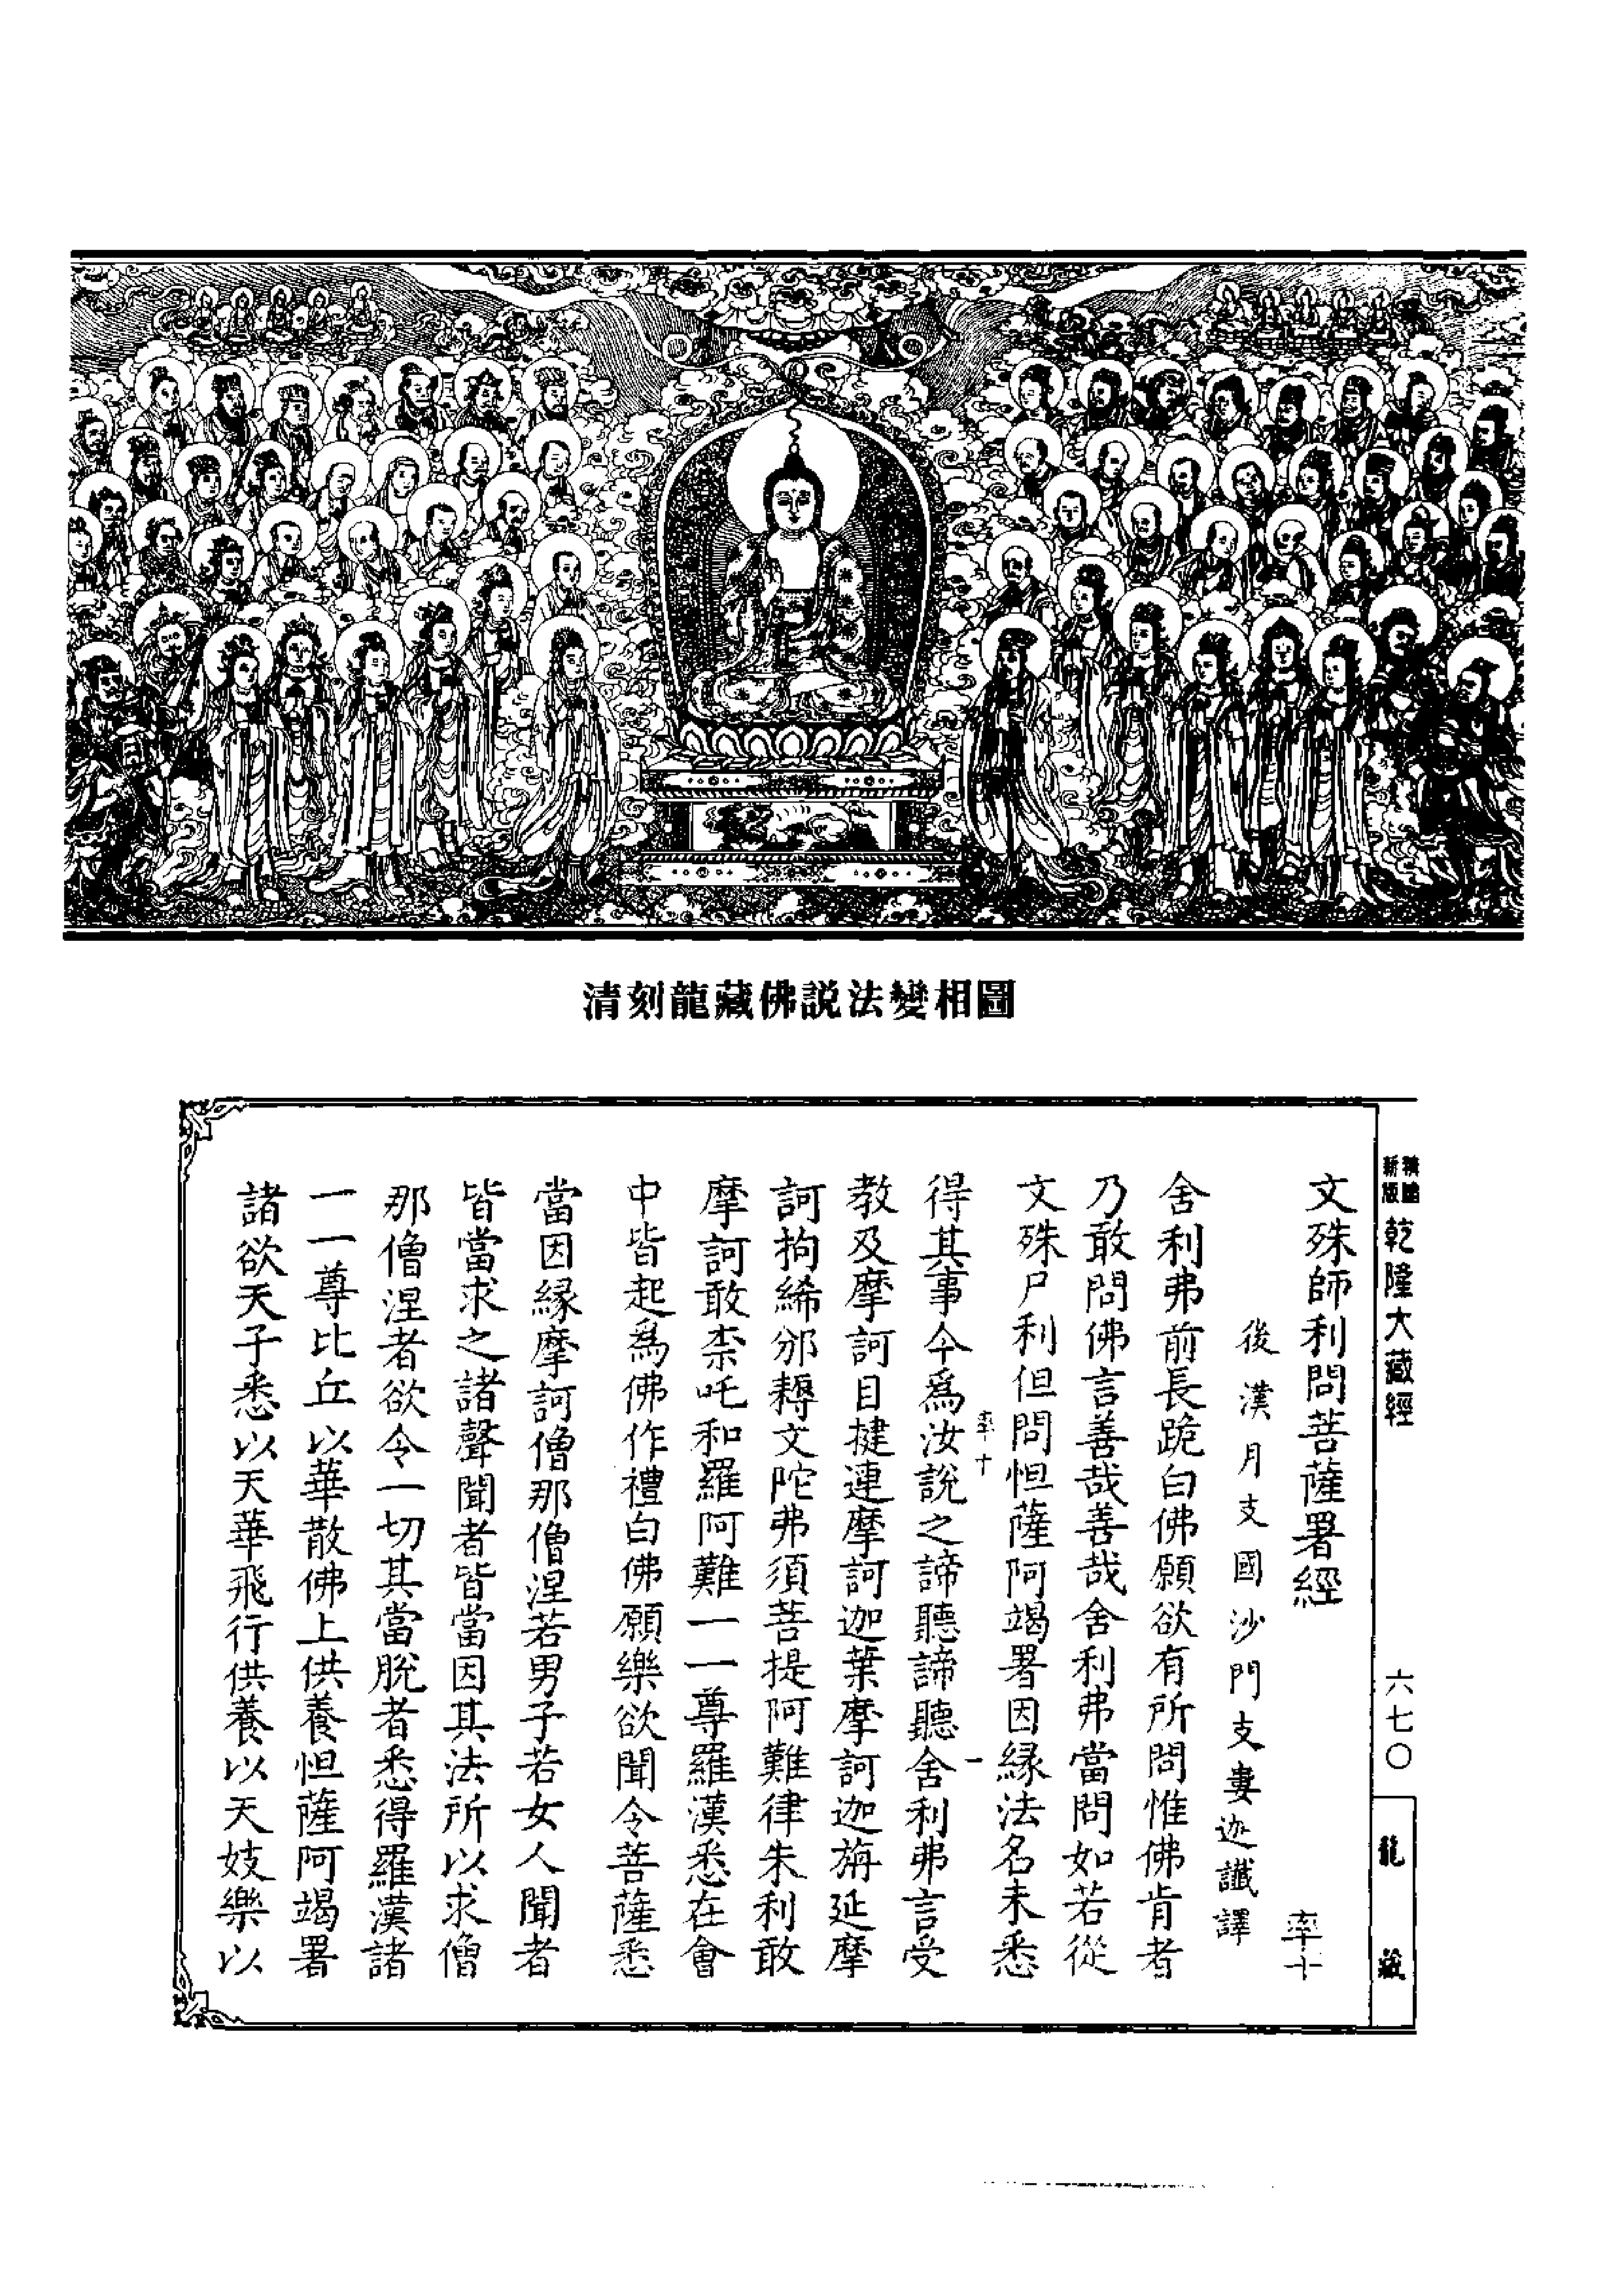 清刻龍藏佛説法變相圖
新版
乾隆大藏經
六七〇
龍藏
文殊師利問菩薩署經
率十
後漢月支國沙門支婁迦讖譯
舍利弗前長跪白佛願欲有所問惟佛肯者
乃敢問佛言善哉善哉舍利弗當問如若從
文殊尸利但問怛薩阿竭署因緣法名未悉
率十
一
得其事今爲汝說之諦聽諦聽舍利弗言受
教及摩訶目揵連摩訶迦葉摩訶迦旃延摩
訶拘絺邠耨文陀弗須菩提阿難律朱利敢
摩訶敢柰吒和羅阿難一一尊羅漢悉在會
中皆起爲佛作禮白佛願樂欲聞令菩薩悉
當因緣摩訶僧那僧涅若男子若女人聞者
皆當求之諸聲聞者皆當因其法所以求僧
那僧涅者欲令一切其當脫者悉得羅漢諸
一一尊比丘以華散佛上供養怛薩阿竭署
諸欲天子悉以天華飛行供養以天妓樂以